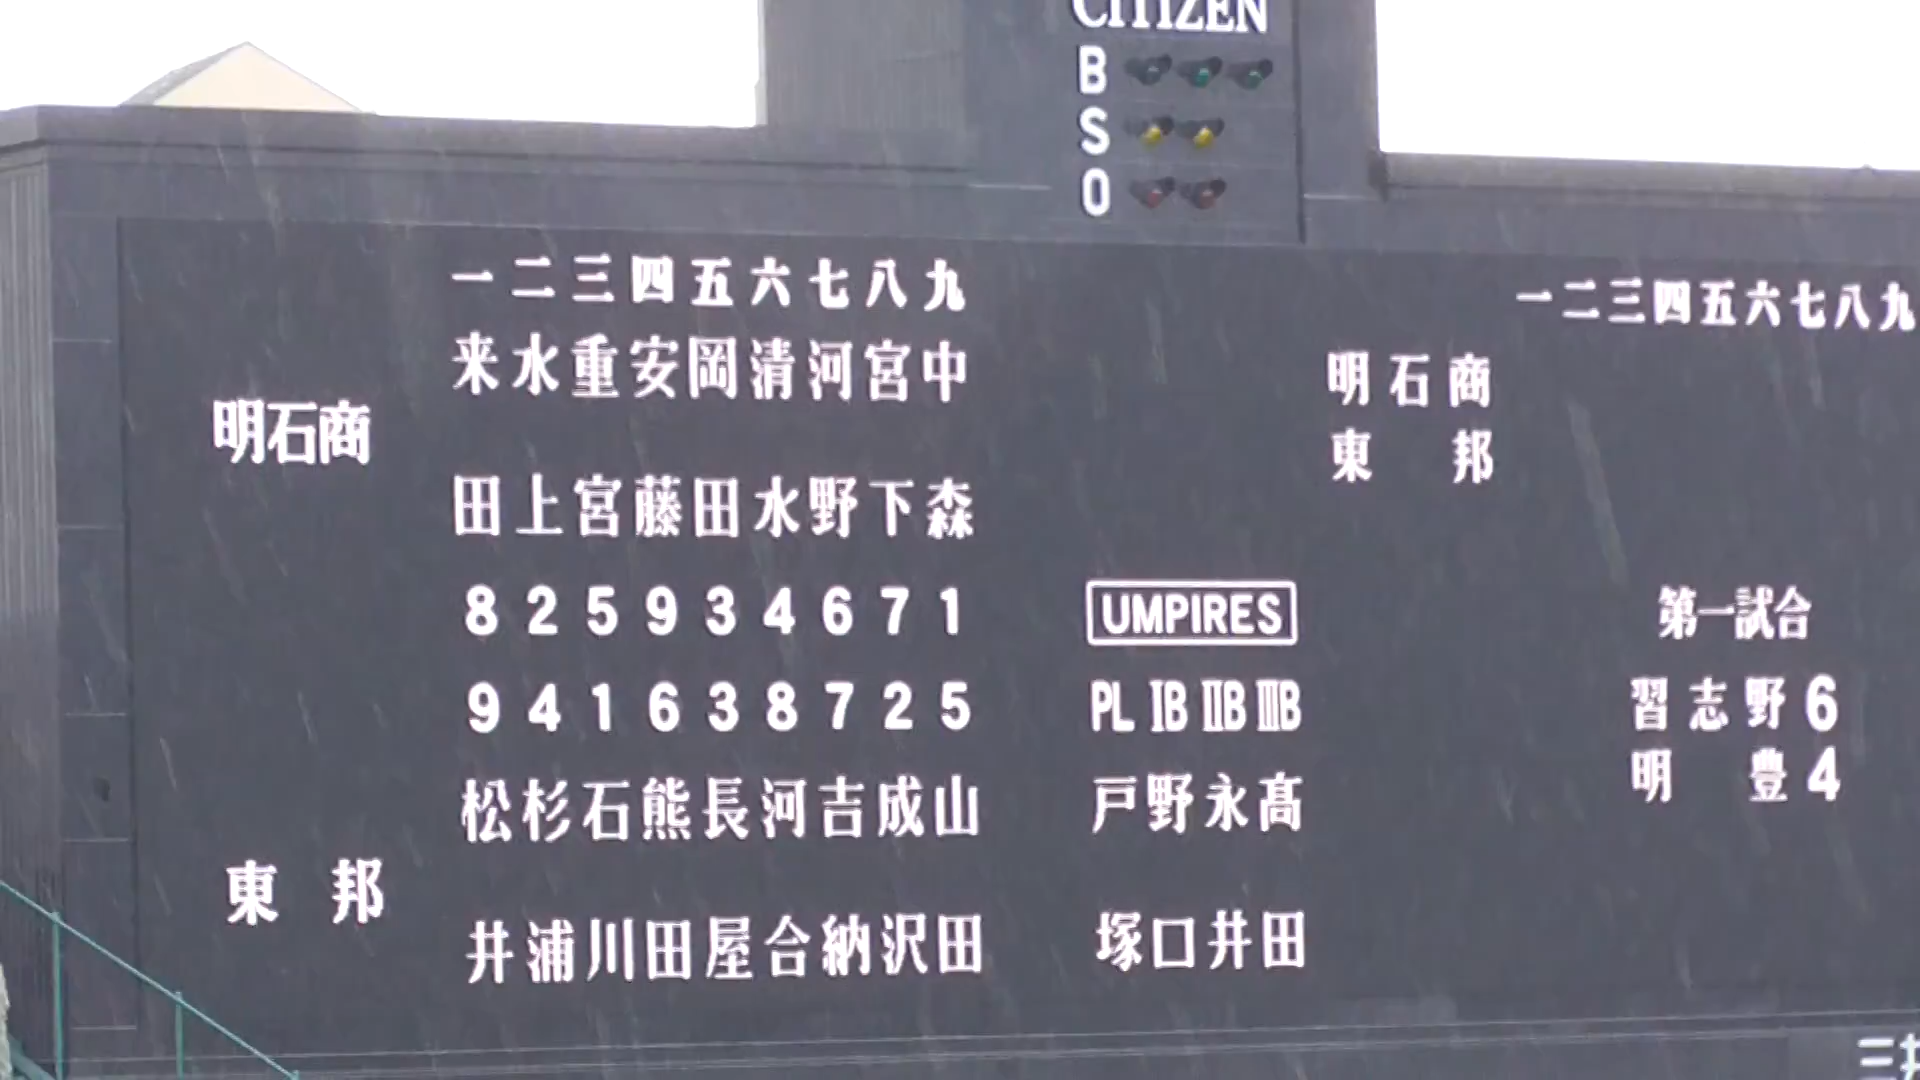 CITIZEN
B
S
O
一二三四五六七八九
明石商
来田 水上 重宮 安藤 岡田 清水 河野 宮下 中森
8 2 5 9 3 4 6 7 1
9 4 1 6 3 8 7 2 5
東邦
松井 杉浦 石川 熊田 長屋 河合 吉納 成沢 山田
UMPIRES
PL IB IIB IIIB
戸塚 野口 永井 髙田
一二三四五六七八九
明石商
東邦
第一試合
習志野 6
明豊 4
三井